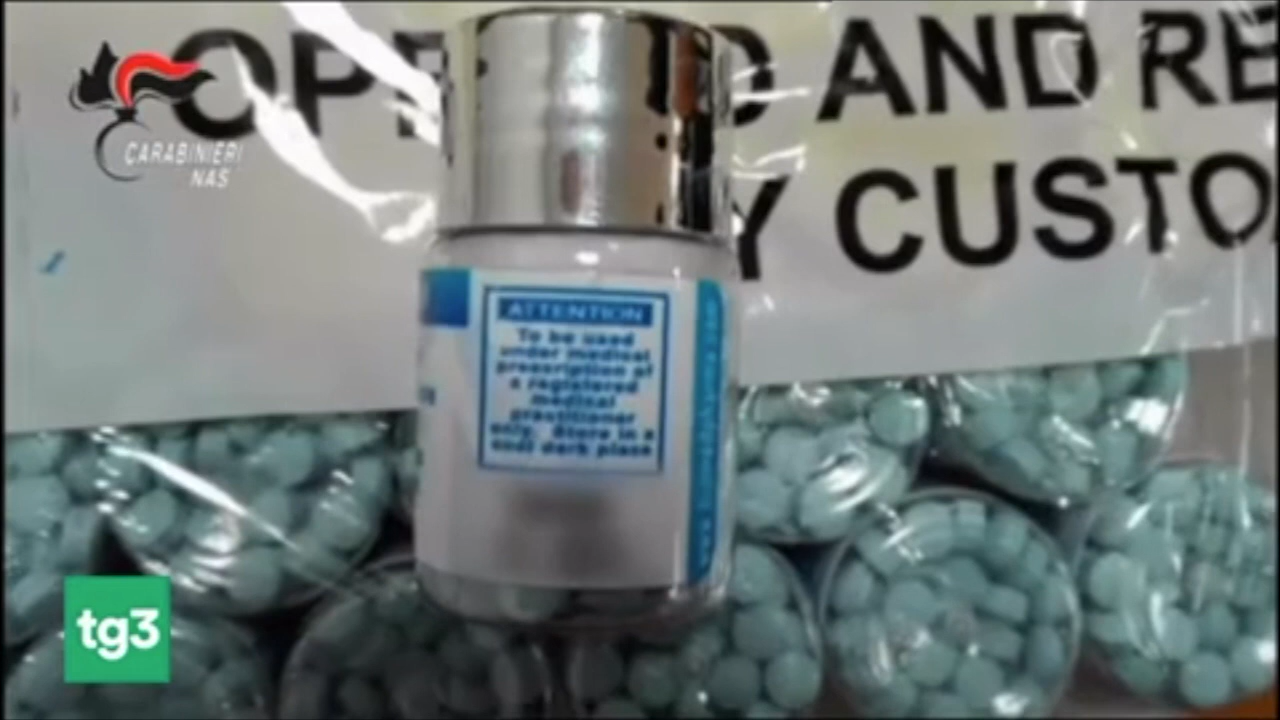 OPE ED AND RE
Y CUSTO
CARABINIERI
NAS
ATTENTION
To be used
under medical
prescription of
a registered
medical
practitioner
only. Store in a
cool dark place
tg3